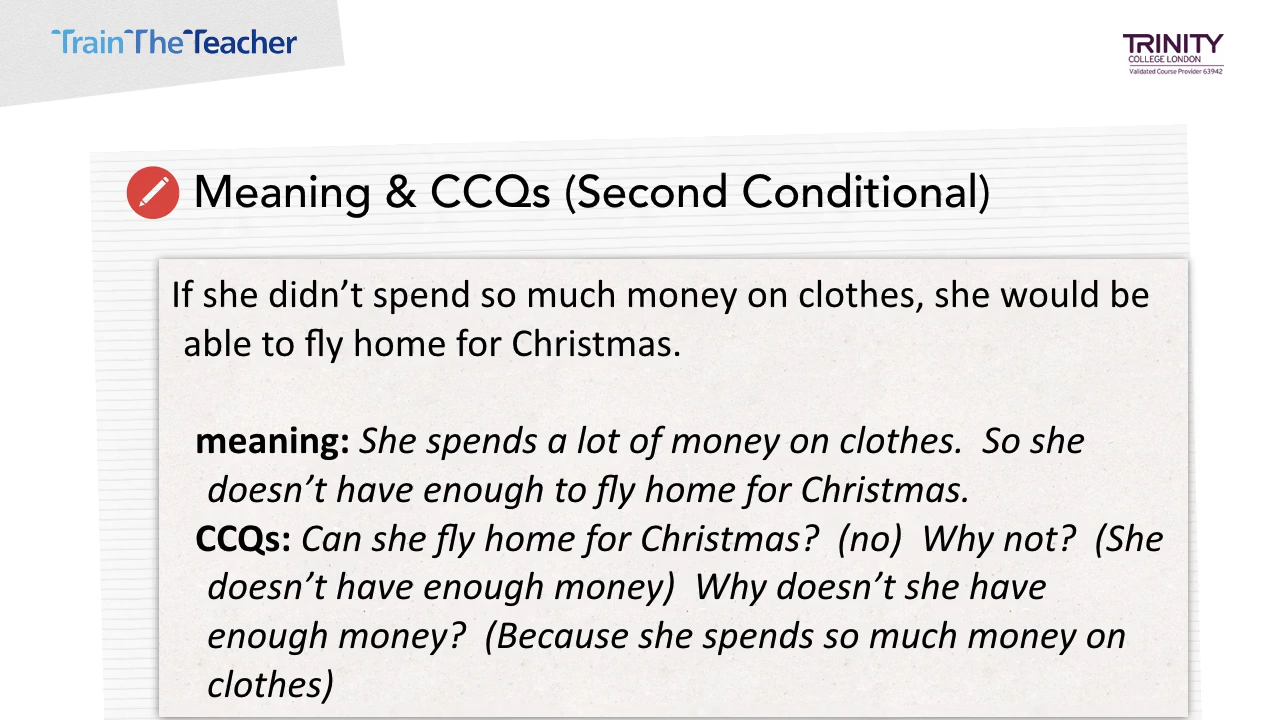 TrainTheTeacher
TRINITY
COLLEGE LONDON
Validated Course Provider 63942
Meaning & CCQs (Second Conditional)
If she didn’t spend so much money on clothes, she would be
able to fly home for Christmas.
meaning: She spends a lot of money on clothes.  So she
doesn’t have enough to fly home for Christmas.
CCQs: Can she fly home for Christmas?  (no)  Why not?  (She
doesn’t have enough money)  Why doesn’t she have
enough money?  (Because she spends so much money on
clothes)